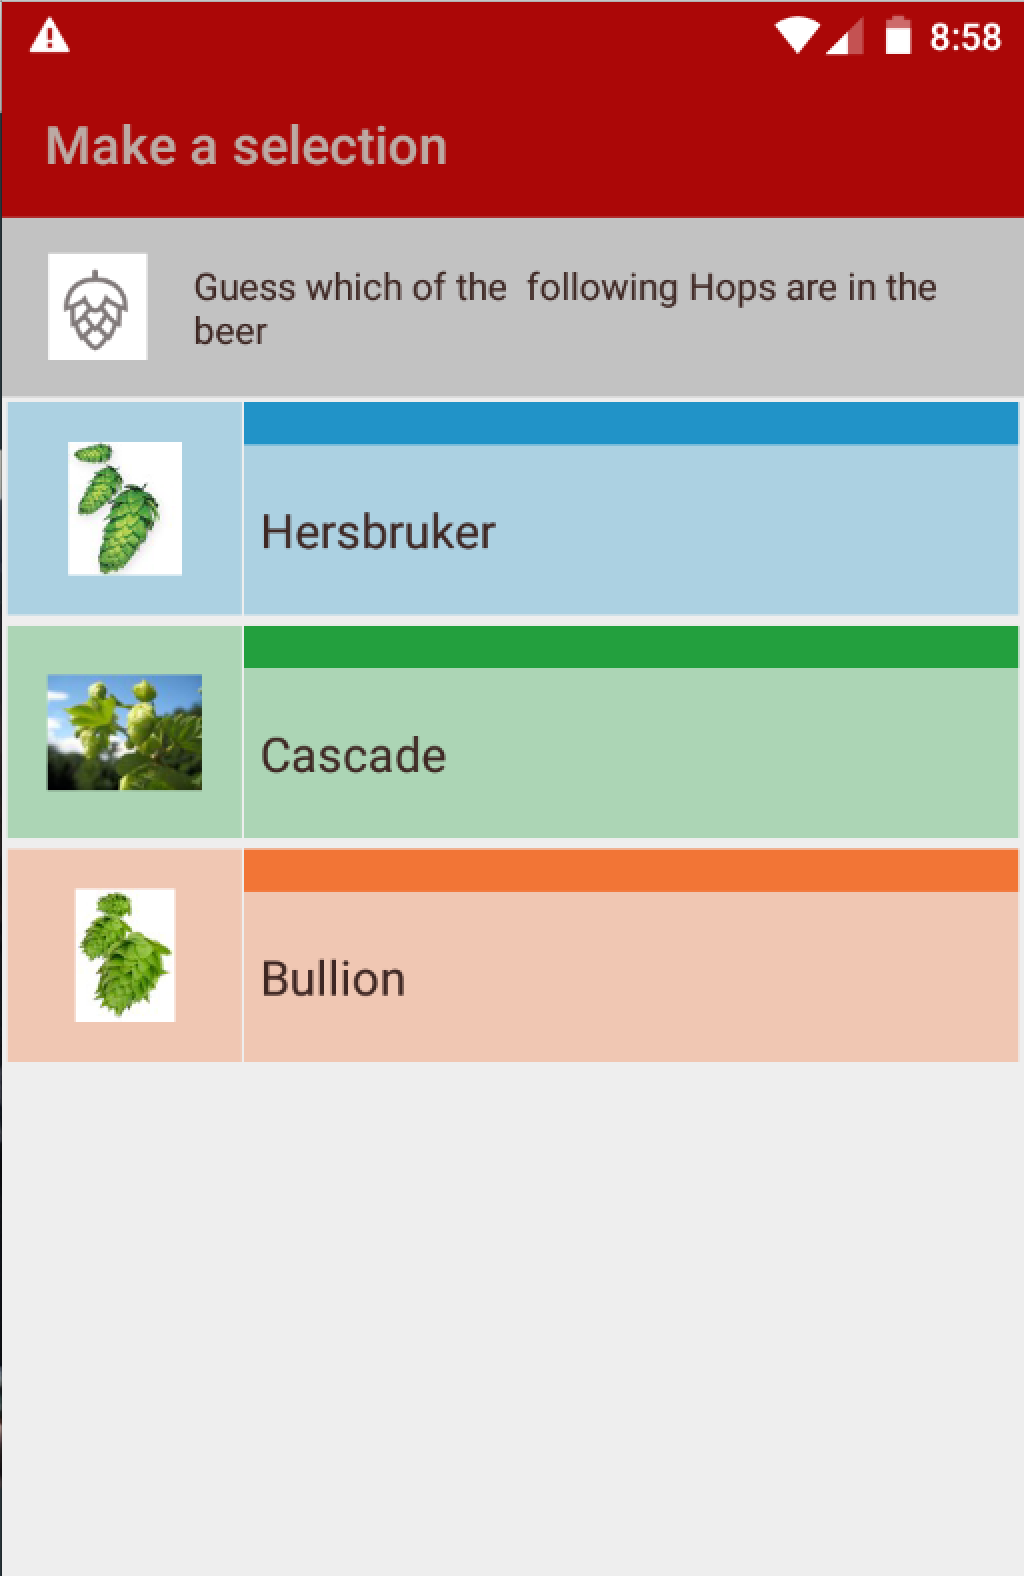 8:58
Make a selection
Guess which of the  following Hops are in the
beer
Hersbruker
Cascade
Bullion